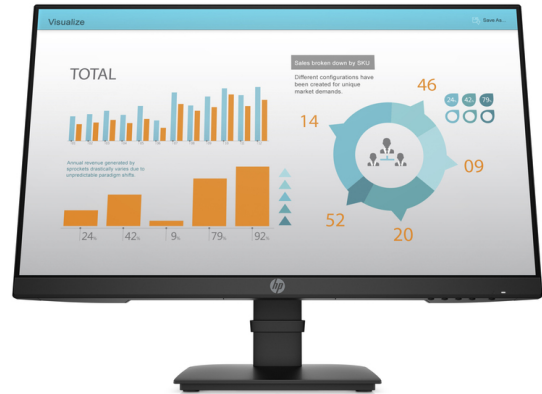 Visualize
Save As...
TOTAL
Sales broken down by SKU
Different configurations have
been created for unique
market demands.
46
24%
42%
79%
14
09
52
20
Annual revenue generated by
sprockets drastically varies due to
unpredictable paradigm shifts.
24%
42%
9%
79%
92%
hp